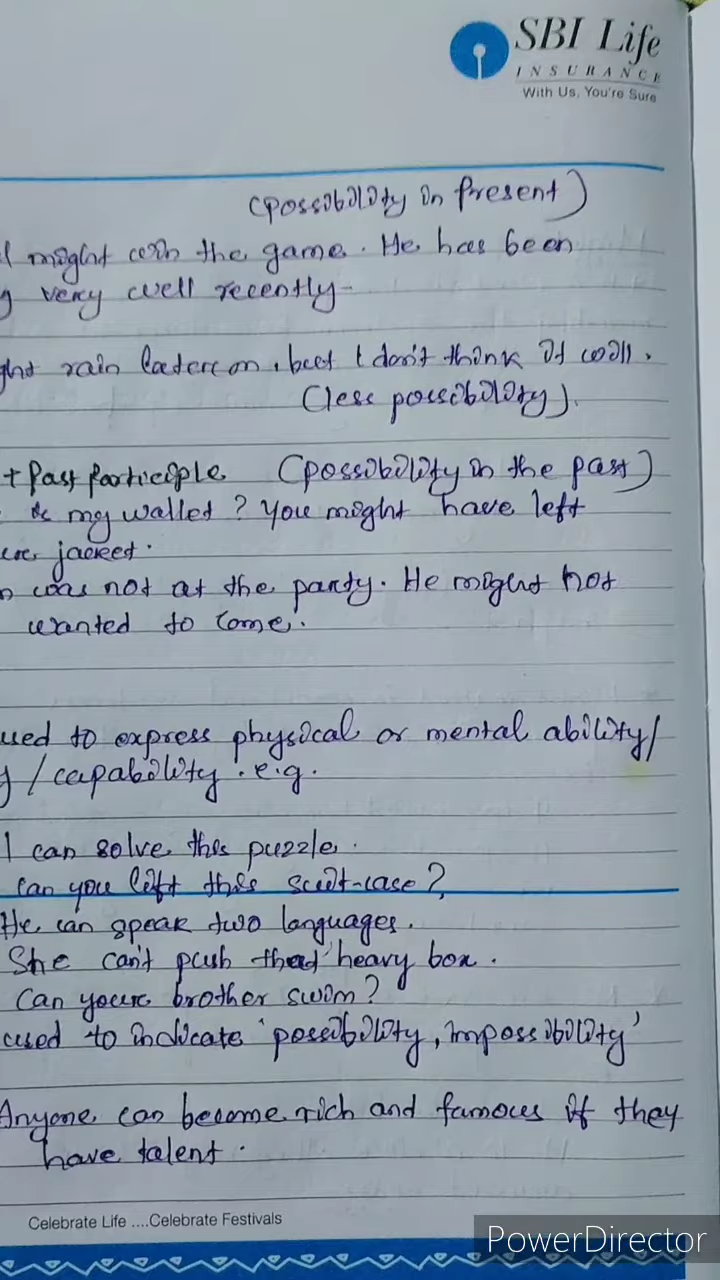 SBI Life
INSURANCE
With Us, You're Sure
(possibility in Present)
might win the game. He has been
g very well recently-
ght rain later on, but I don't think it will.
(less possibility).
+ Past Participle (possibility in the past)
my wallet? You might have left
jacket.
was not at the party. He might not
wanted to come.
used to express physical or mental ability/
y / capability. e.g.
I can solve this puzzle.
Can you lift this suit-case?
He can speak two languages.
She can't push that heavy box.
Can your brother swim?
used to indicate 'possibility, impossibility'
Anyone can become rich and famous if they
have talent.
Celebrate Life ....Celebrate Festivals
PowerDirector